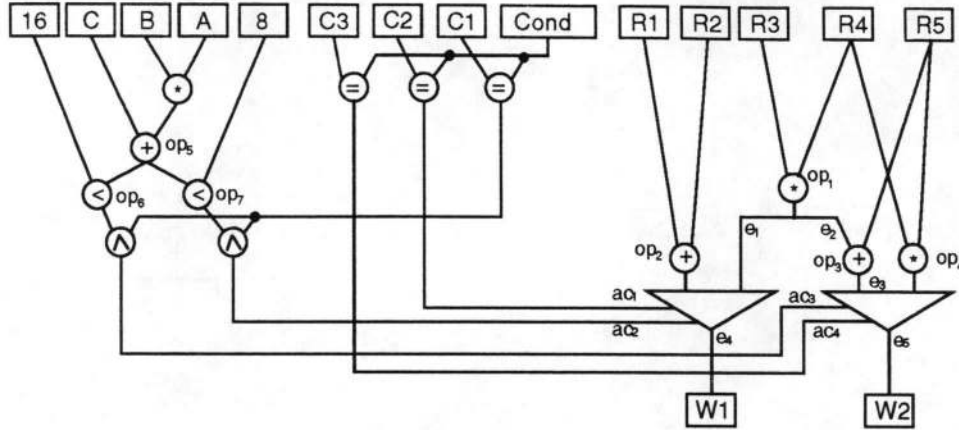 16 C B A 8 C3 C2 C1 Cond R1 R2 R3 R4 R5
* = = =
+ op5
< op6 < op7 * op1
∧ ∧ e1 e2
op2 + op3 + * op
e3
ac1 ac3
ac2 e4 ac4 e5
W1 W2